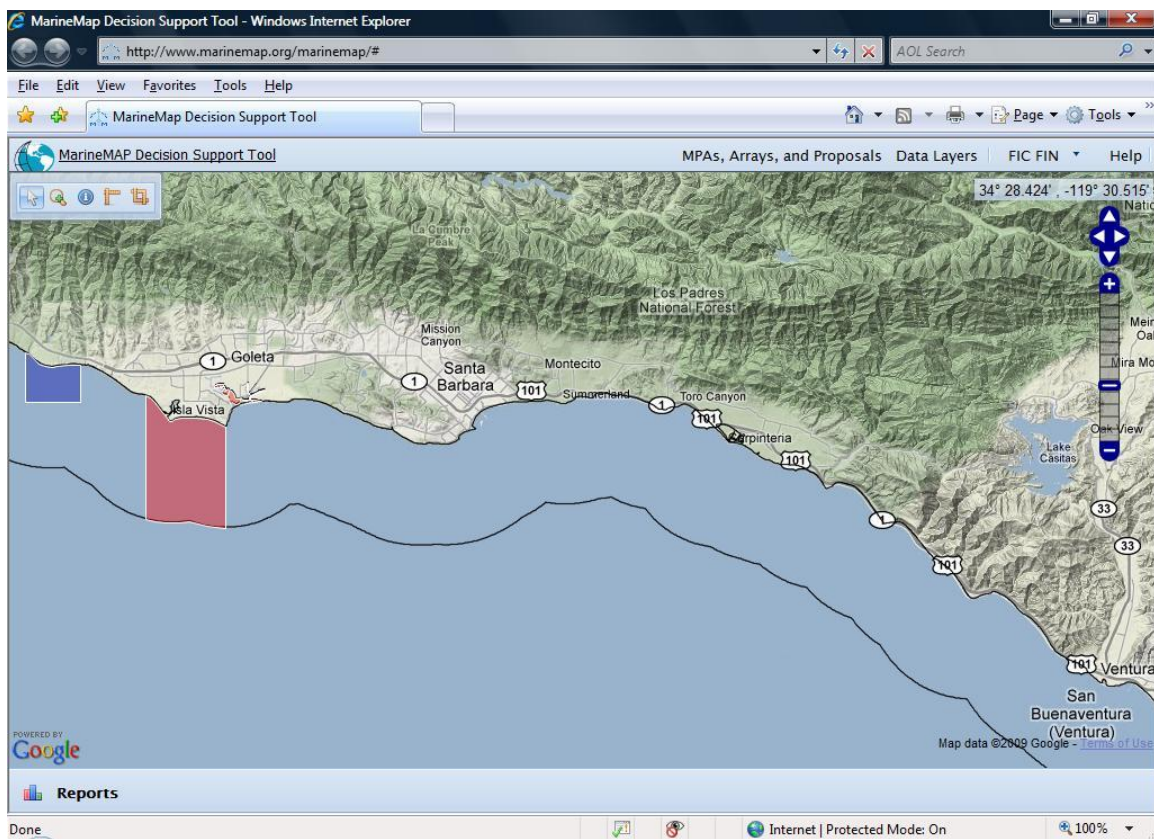 MarineMap Decision Support Tool - Windows Internet Explorer
http://www.marinemap.org/marinemap/#
AOL Search
File Edit View Favorites Tools Help
MarineMap Decision Support Tool
Page Tools
MarineMAP Decision Support Tool
MPAs, Arrays, and Proposals Data Layers FIC FIN Help
34° 28.424' , -119° 30.515'
La Cumbre
Los Padres
National Forest
Mission
Canyon
1 Goleta
Santa
Barbara
1
Montecito
101
Summerland
1
Toro Canyon
101
Isla Vista
101
Oak View
Lake
Casitas
33
1
33
101
101 Ventura
San
Buenaventura
(Ventura)
POWERED BY
Google
Map data ©2009 Google - Terms of Use
Reports
Done
Internet | Protected Mode: On
100%